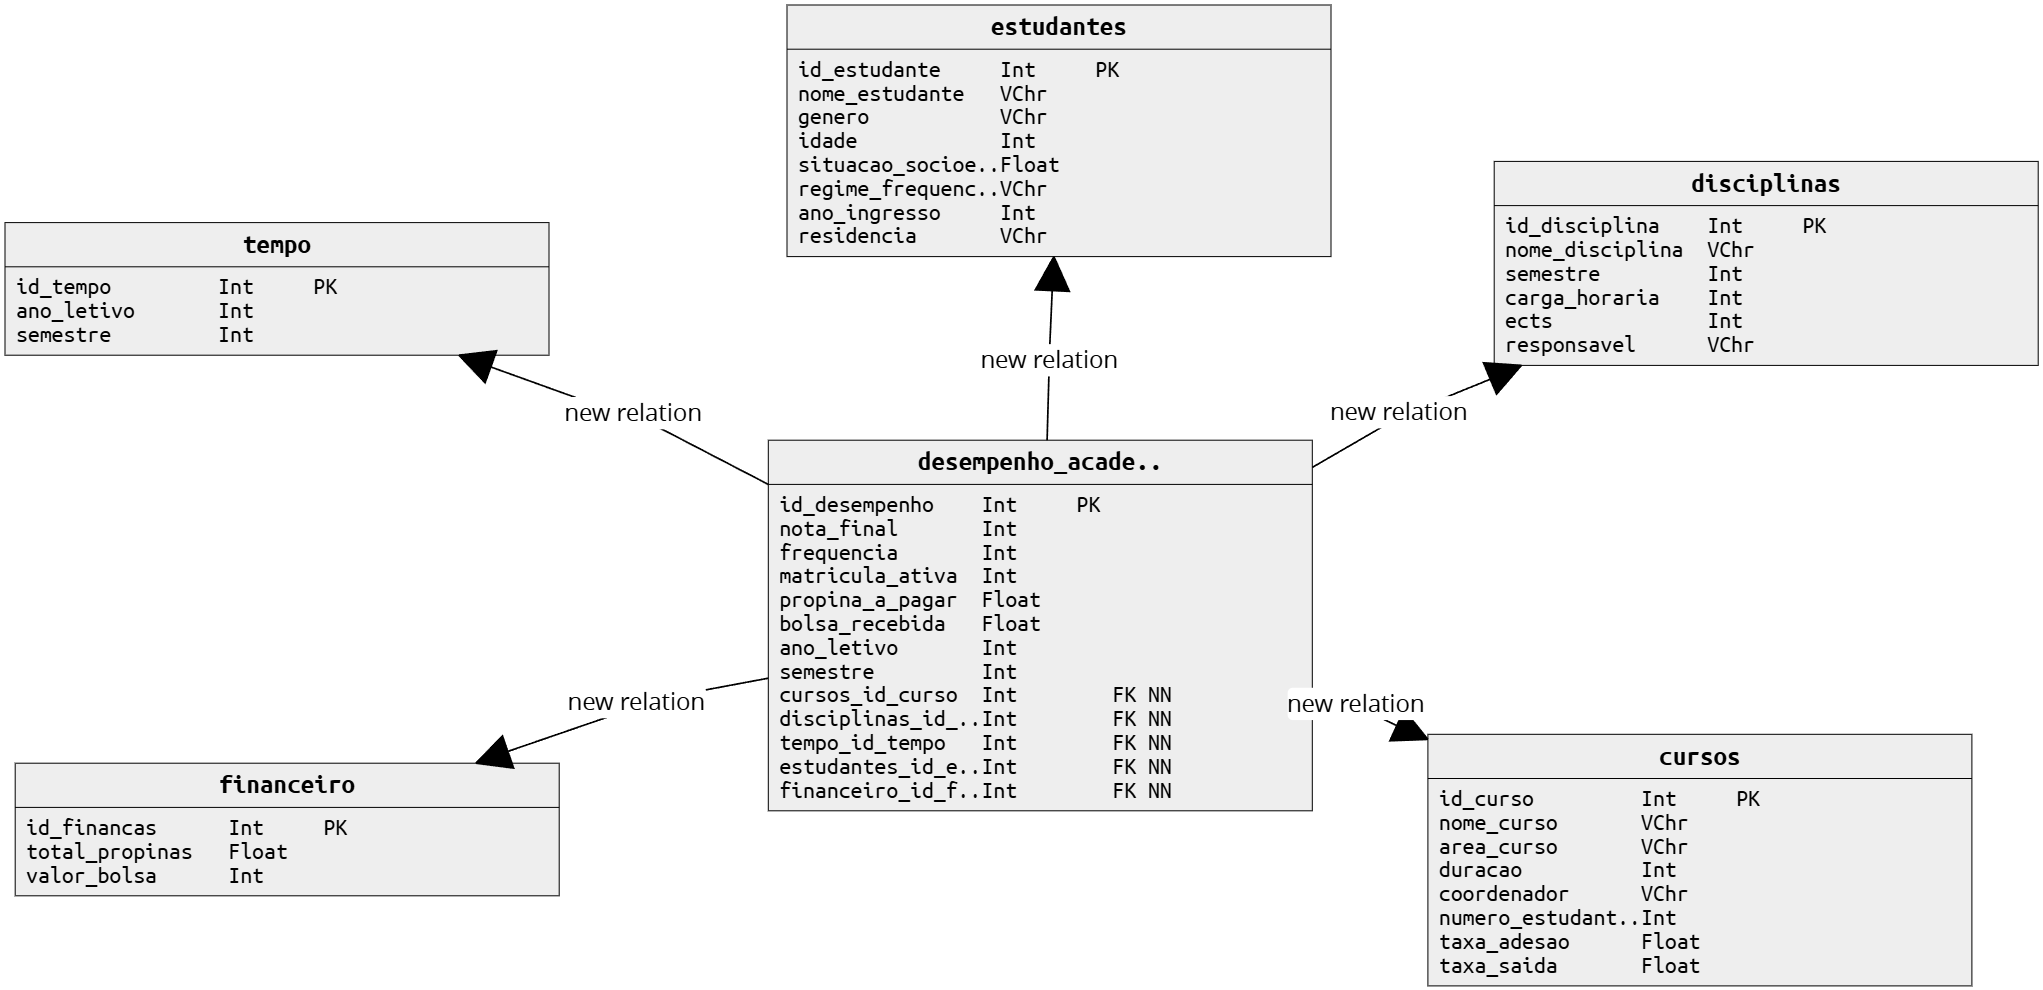 estudantes
id_estudante Int PK
nome_estudante VChr
genero VChr
idade Int
situacao_socioe..Float
regime_frequenc..VChr
ano_ingresso Int
residencia VChr
disciplinas
id_disciplina Int PK
nome_disciplina VChr
semestre Int
carga_horaria Int
ects Int
responsavel VChr
tempo
id_tempo Int PK
ano_letivo Int
semestre Int
new relation
new relation
new relation
desempenho_acade..
id_desempenho Int PK
nota_final Int
frequencia Int
matricula_ativa Int
propina_a_pagar Float
bolsa_recebida Float
ano_letivo Int
semestre Int
cursos_id_curso Int FK NN
disciplinas_id_..Int FK NN
tempo_id_tempo Int FK NN
estudantes_id_e..Int FK NN
financeiro_id_f..Int FK NN
new relation
new relation
financeiro
id_financas Int PK
total_propinas Float
valor_bolsa Int
cursos
id_curso Int PK
nome_curso VChr
area_curso VChr
duracao Int
coordenador VChr
numero_estudant..Int
taxa_adesao Float
taxa_saida Float